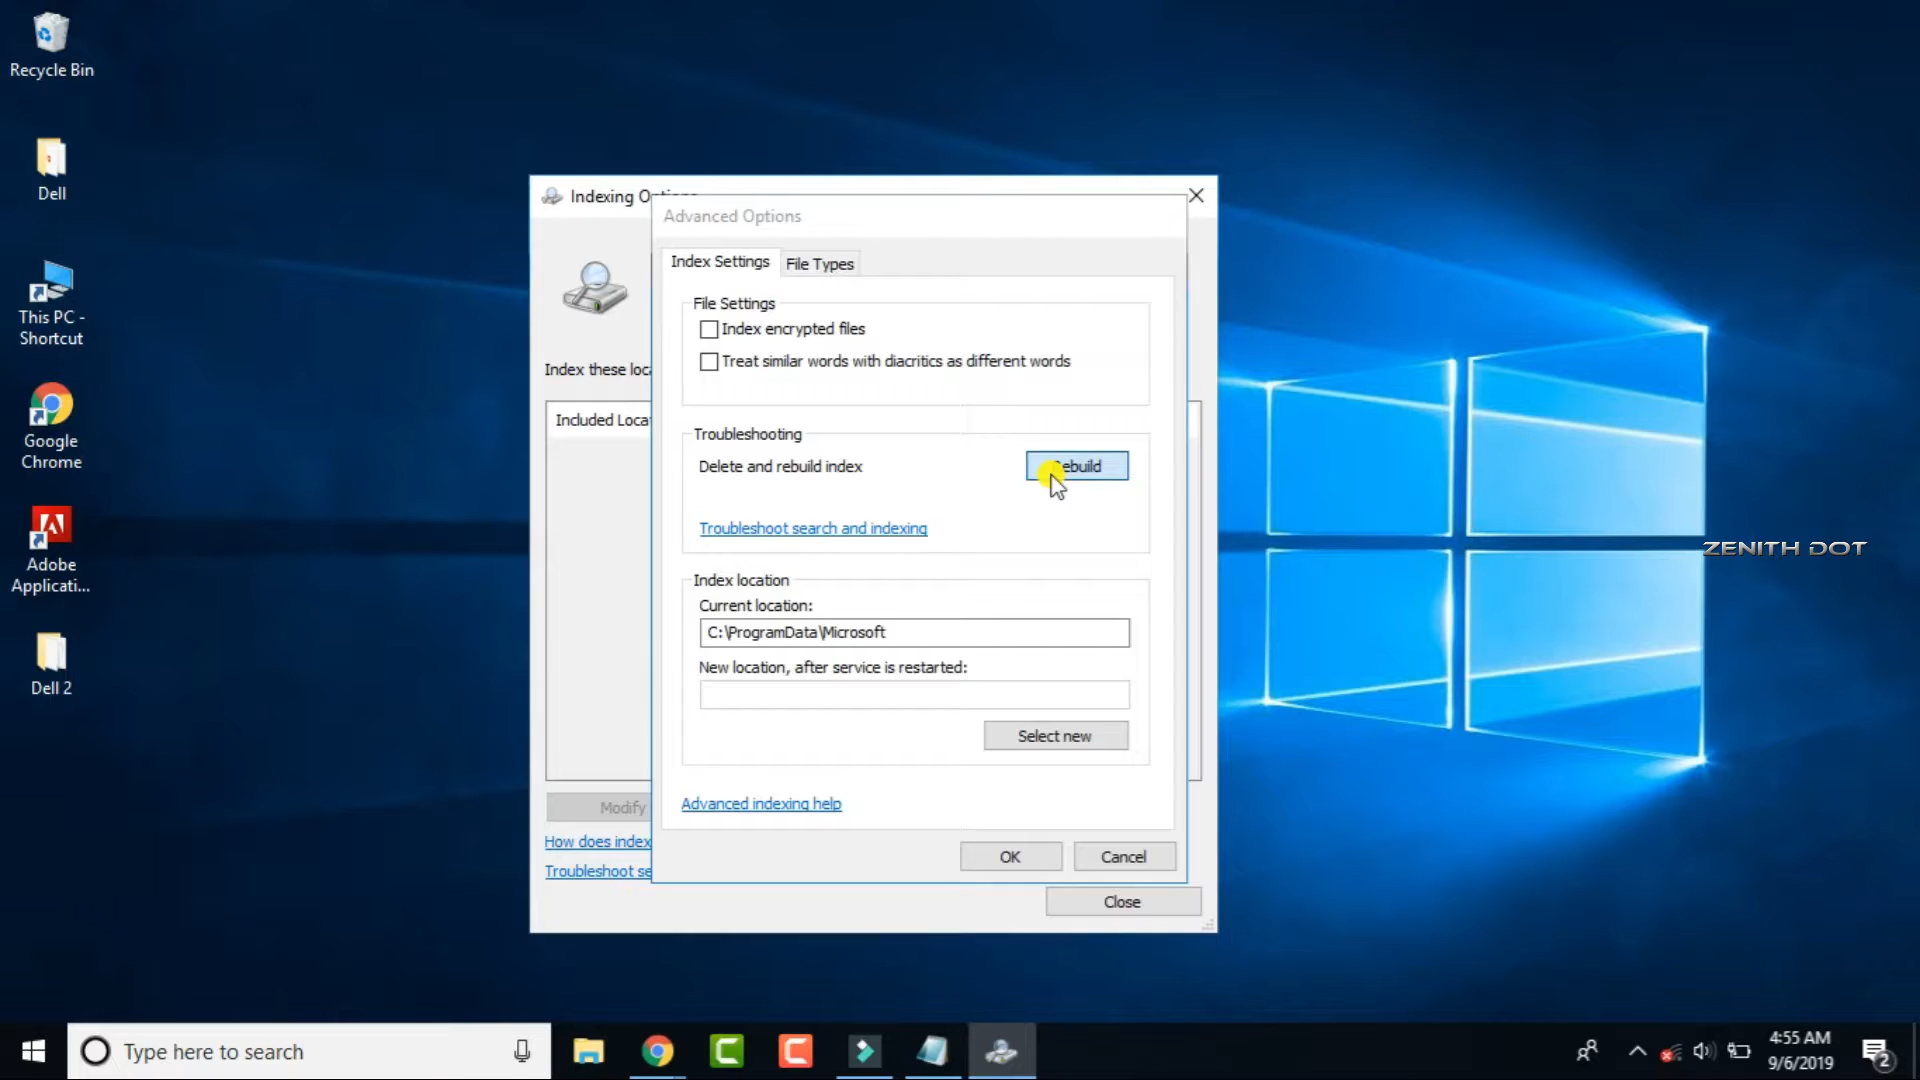 Recycle Bin
Dell
This PC -
Shortcut
Google
Chrome
Adobe
Applicati...
Dell 2
Indexing
Advanced Options
Index Settings
File Types
File Settings
Index encrypted files
Treat similar words with diacritics as different words
Index these
Included
Troubleshooting
Delete and rebuild index
ebuild
Troubleshoot search and indexing
Index location
Current location:
C:\ProgramData\Microsoft
New location, after service is restarted:
Select new
Modify
Advanced indexing help
How does index
Troubleshoot se
OK
Cancel
Close
ZENITH DOT
Type here to search
4:55 AM
9/6/2019
2